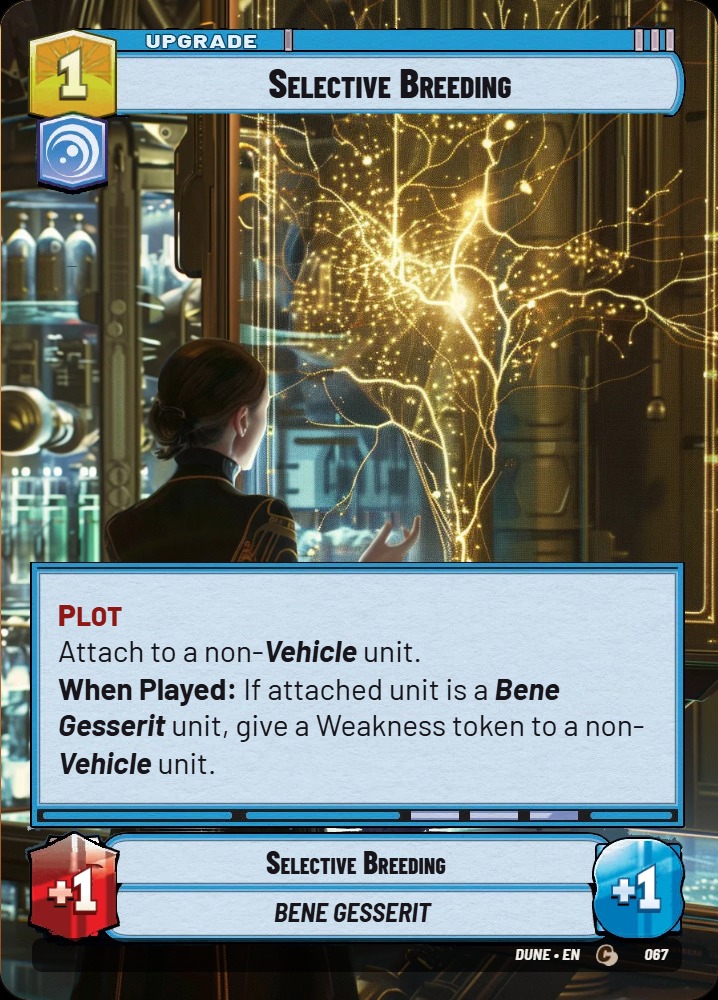 UPGRADE
1
Selective Breeding
Plot
Attach to a non-Vehicle unit.
When Played: If attached unit is a Bene
Gesserit unit, give a Weakness token to a non-
Vehicle unit.
+1
Selective Breeding
+1
BENE GESSERIT
DUNE • EN C 067